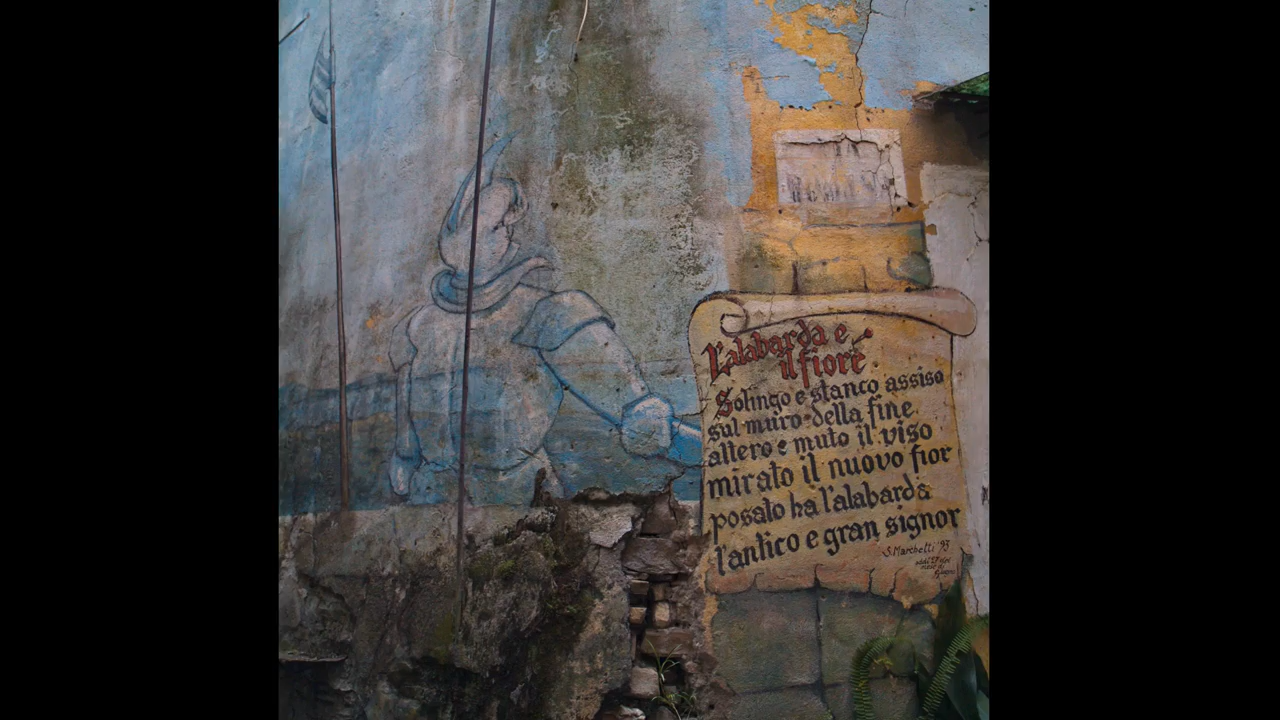 L'alabarda e
il fiore
Solingo e stanco assiso
sul muro della fine
altero e muto il viso
mirato il nuovo fior
posato ha l'alabarda
l'antico e gran signor
S. Marchetti '93